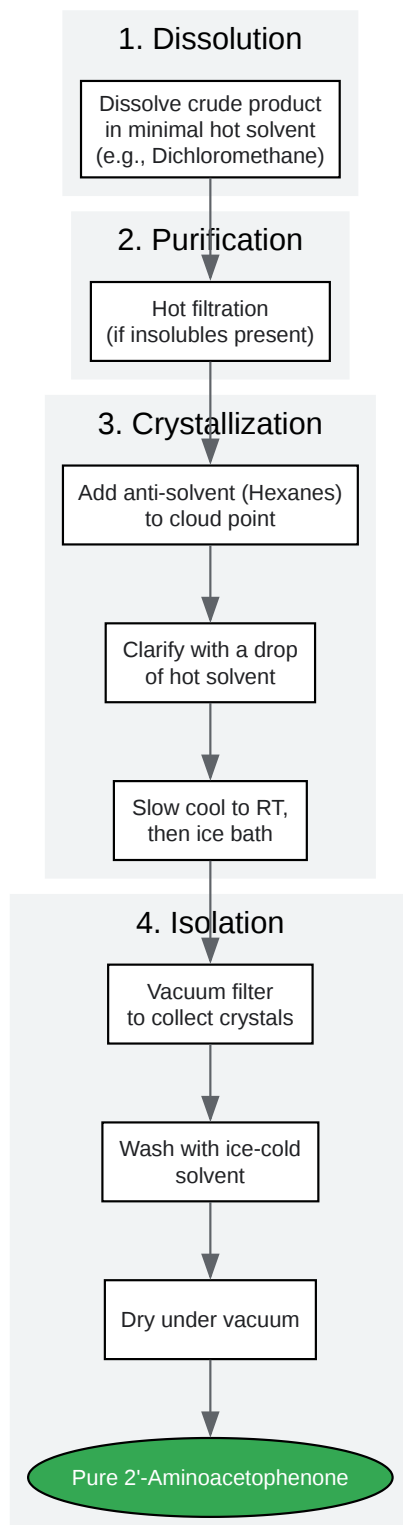 1. Dissolution
Dissolve crude product
in minimal hot solvent
(e.g., Dichloromethane)
2. Purification
Hot filtration
(if insolubles present)
3. Crystallization
Add anti-solvent (Hexanes)
to cloud point
Clarify with a drop
of hot solvent
Slow cool to RT,
then ice bath
4. Isolation
Vacuum filter
to collect crystals
Wash with ice-cold
solvent
Dry under vacuum
Pure 2'-Aminoacetophenone